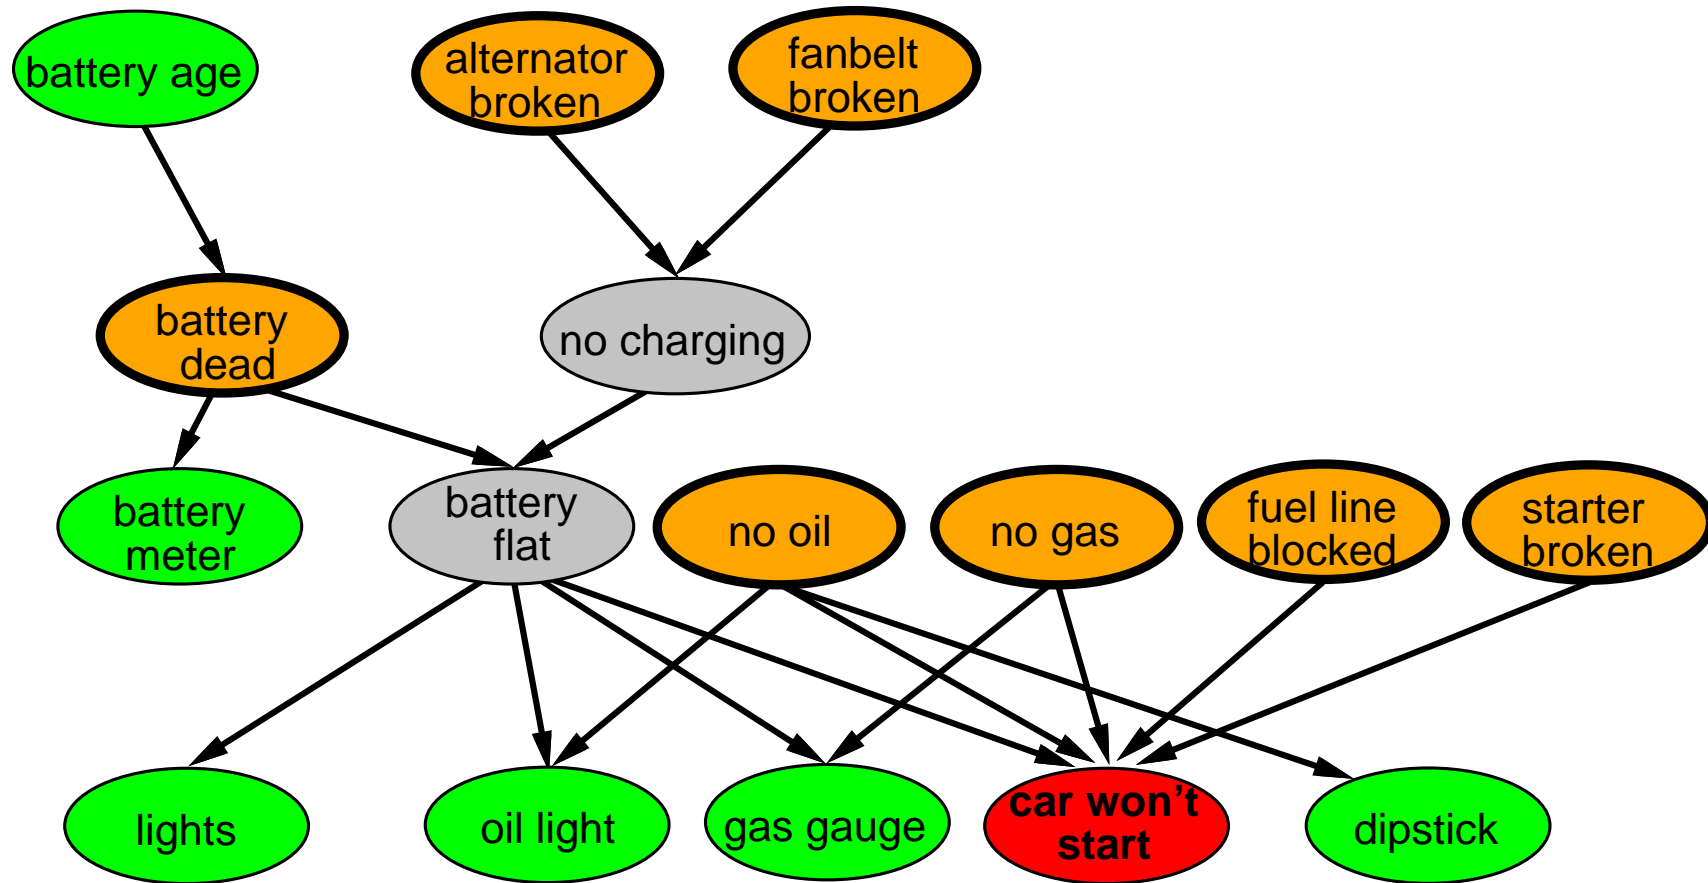 battery age
alternator
broken
fanbelt
broken
battery
dead
no charging
battery
meter
battery
flat
no oil
no gas
fuel line
blocked
starter
broken
lights
oil light
gas gauge
car won’t
start
dipstick